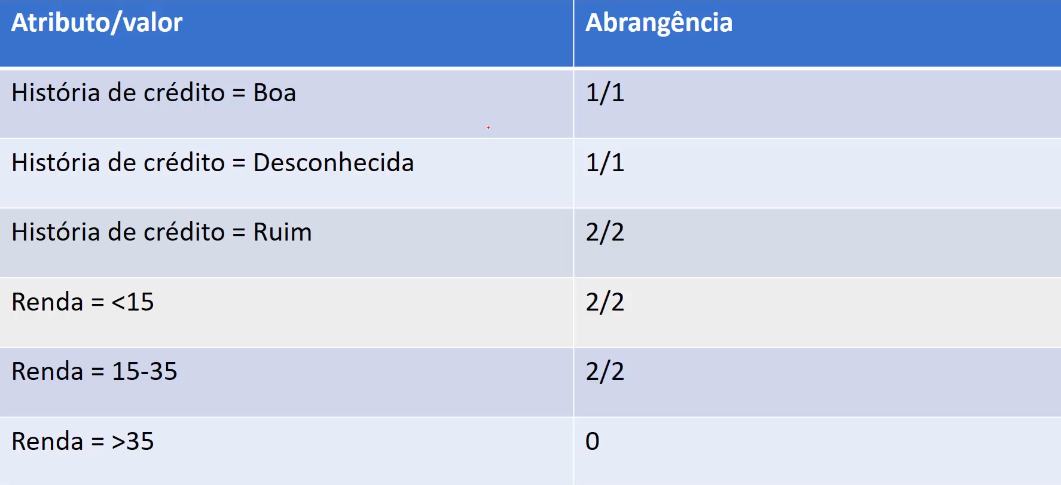 Atributo/valor Abrangência
História de crédito = Boa 1/1
História de crédito = Desconhecida 1/1
História de crédito = Ruim 2/2
Renda = <15 2/2
Renda = 15-35 2/2
Renda = >35 0